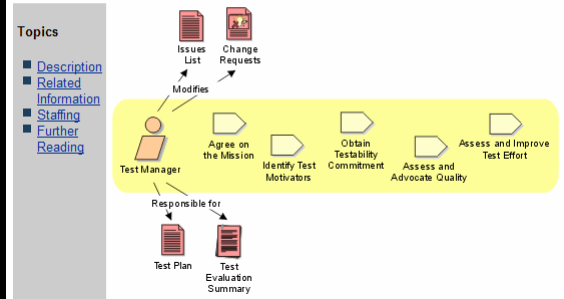 Topics
Description
Related
Information
Staffing
Further
Reading
Issues
List
Change
Requests
Modifies
Test Manager
Agree on
the Mission
Identify Test
Motivators
Obtain
Testability
Commitment
Assess and
Advocate Quality
Assess and Improve
Test Effort
Responsible for
Test Plan
Test
Evaluation
Summary